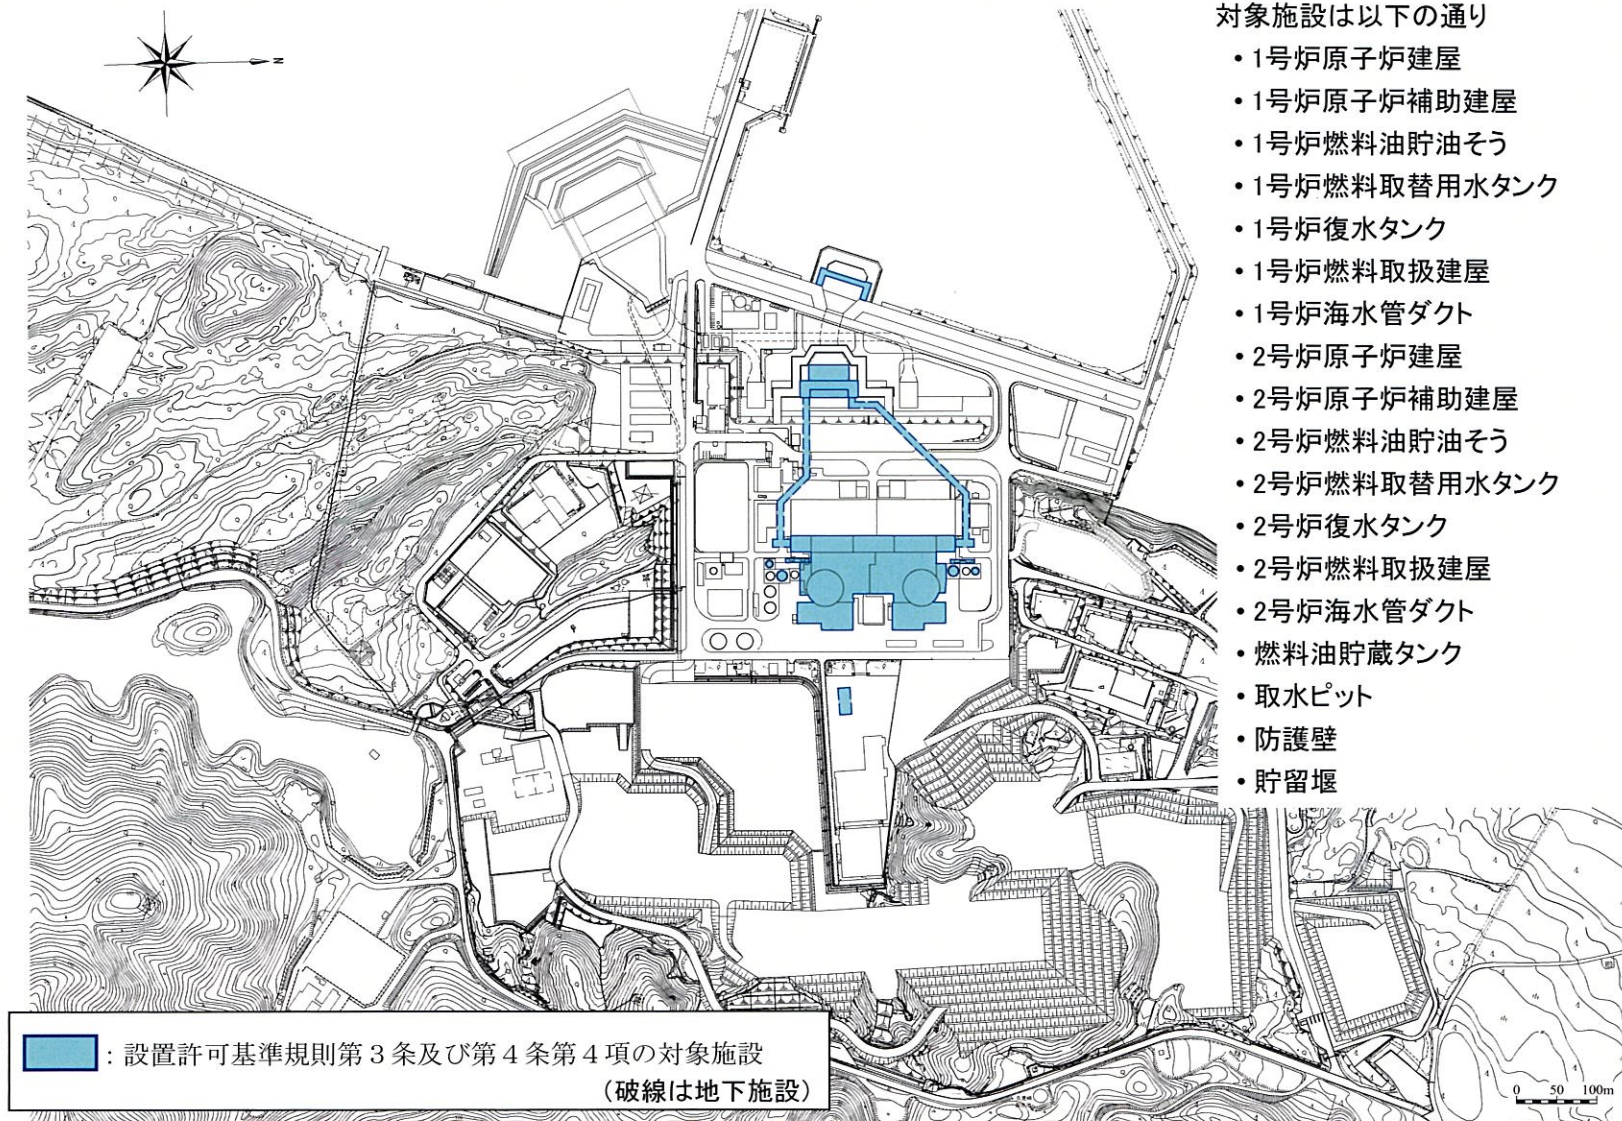 N
対象施設は以下の通り
・1号炉原子炉建屋
・1号炉原子炉補助建屋
・1号炉燃料油貯油そう
・1号炉燃料取替用水タンク
・1号炉復水タンク
・1号炉燃料取扱建屋
・1号炉海水管ダクト
・2号炉原子炉建屋
・2号炉原子炉補助建屋
・2号炉燃料油貯油そう
・2号炉燃料取替用水タンク
・2号炉復水タンク
・2号炉燃料取扱建屋
・2号炉海水管ダクト
・燃料油貯蔵タンク
・取水ピット
・防護壁
・貯留堰
：設置許可基準規則第３条及び第４条第４項の対象施設
(破線は地下施設)
0 50 100m